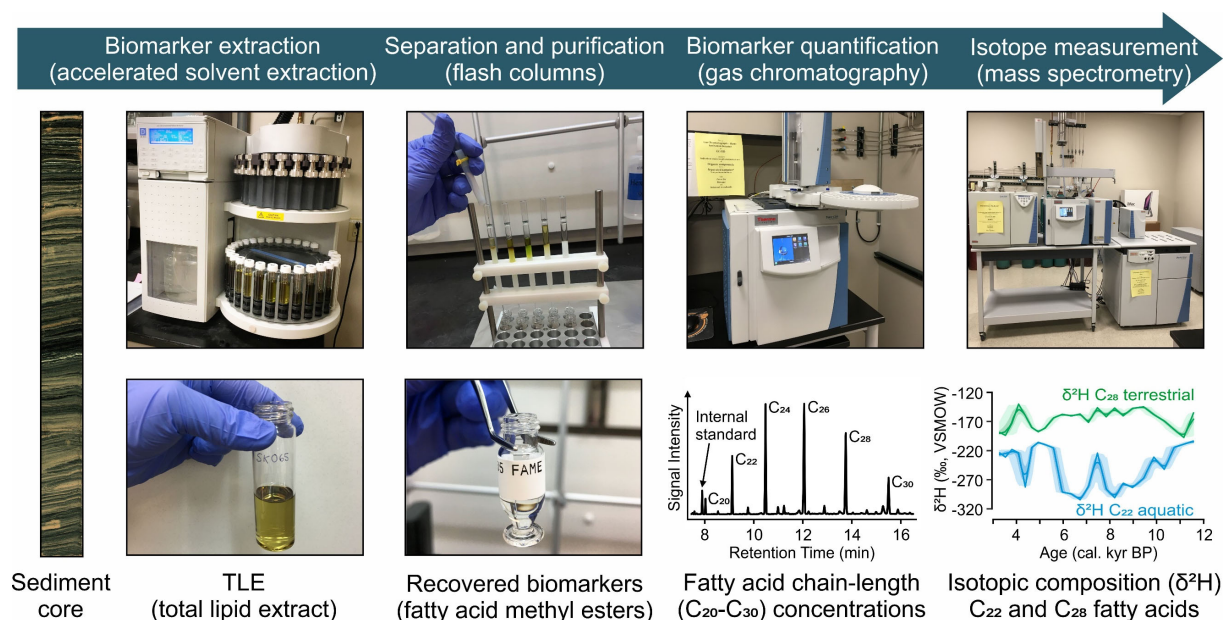 Biomarker extraction
(accelerated solvent extraction)
Separation and purification
(flash columns)
Biomarker quantification
(gas chromatography)
Isotope measurement
(mass spectrometry)
SK065
FAME
Signal Intensity
Internal
standard
C₂₀
C₂₂
C₂₄
C₂₆
C₂₈
C₃₀
8 10 12 14 16
Retention Time (min)
δ²H (‰, VSMOW)
-120
-170
-220
-270
-320
δ²H C₂₈ terrestrial
δ²H C₂₂ aquatic
4 6 8 10 12
Age (cal. kyr BP)
Sediment
core
TLE
(total lipid extract)
Recovered biomarkers
(fatty acid methyl esters)
Fatty acid chain-length
(C₂₀-C₃₀) concentrations
Isotopic composition (δ²H)
C₂₂ and C₂₈ fatty acids